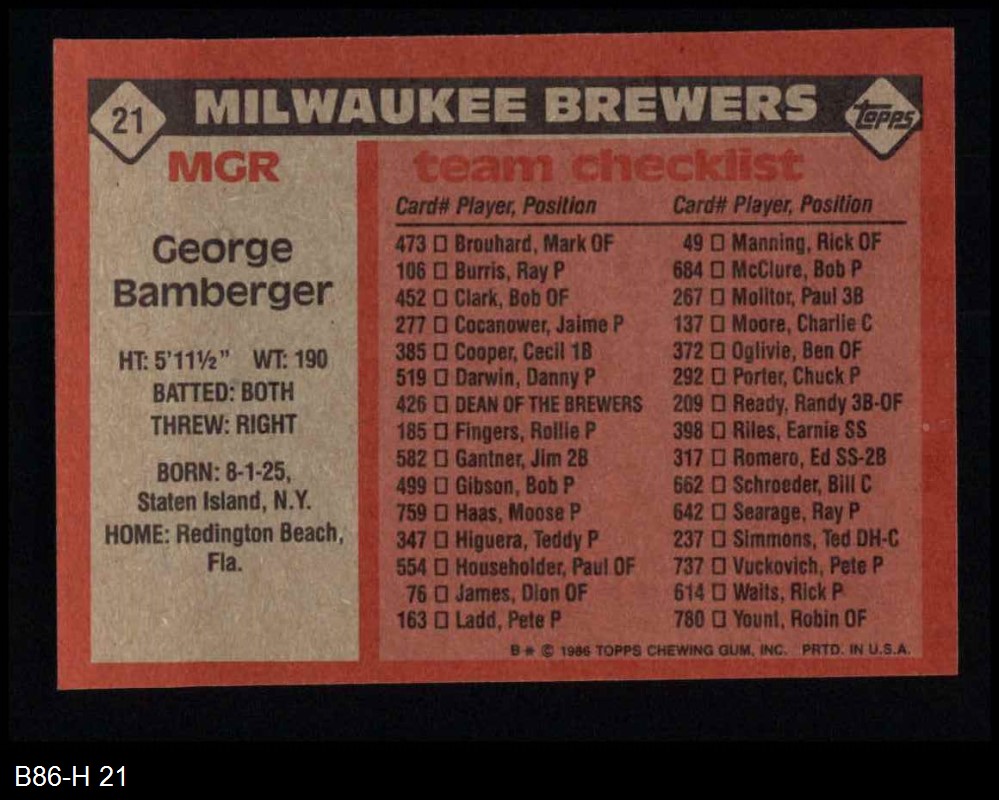 21 MILWAUKEE BREWERS topps
MGR
George
Bamberger
HT: 5'11½" WT: 190
BATTED: BOTH
THREW: RIGHT
BORN: 8-1-25,
Staten Island, N.Y.
HOME: Redington Beach,
Fla.
team checklist
Card# Player, Position
473 □ Brouhard, Mark OF
106 □ Burris, Ray P
452 □ Clark, Bob OF
277 □ Cocanower, Jaime P
385 □ Cooper, Cecil 1B
519 □ Darwin, Danny P
426 □ DEAN OF THE BREWERS
185 □ Fingers, Rollie P
582 □ Gantner, Jim 2B
499 □ Gibson, Bob P
759 □ Haas, Moose P
347 □ Higuera, Teddy P
554 □ Householder, Paul OF
76 □ James, Dion OF
163 □ Ladd, Pete P
Card# Player, Position
49 □ Manning, Rick OF
684 □ McClure, Bob P
267 □ Molitor, Paul 3B
137 □ Moore, Charlie C
372 □ Oglivie, Ben OF
292 □ Porter, Chuck P
209 □ Ready, Randy 3B-OF
398 □ Riles, Earnie SS
317 □ Romero, Ed SS-2B
662 □ Schroeder, Bill C
642 □ Searage, Ray P
237 □ Simmons, Ted DH-C
737 □ Vuckovich, Pete P
614 □ Waits, Rick P
780 □ Yount, Robin OF
B* © 1986 TOPPS CHEWING GUM, INC. PRTD. IN U.S.A.
B86-H 21